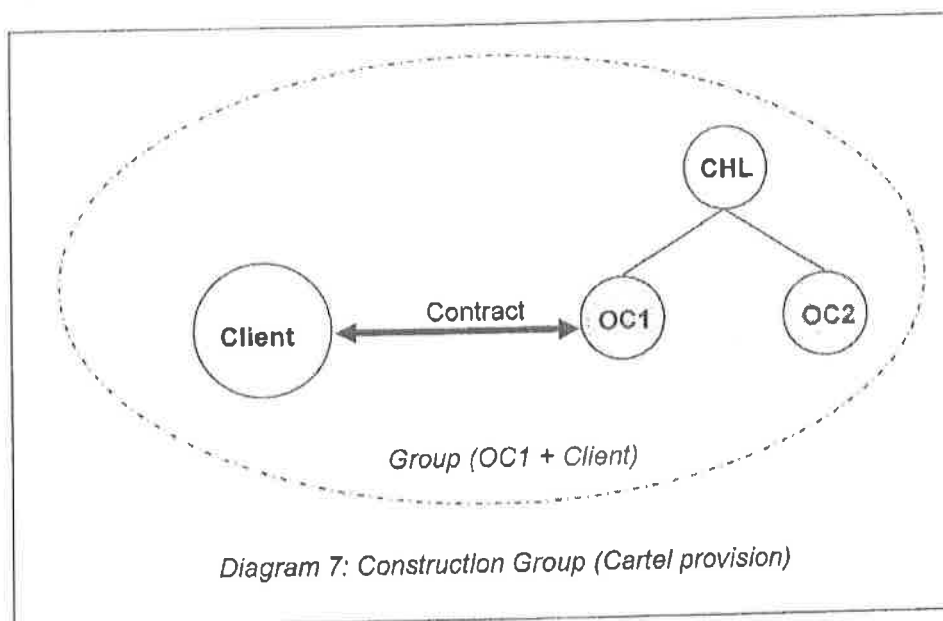 CHL
Client
Contract
OC1
OC2
Group (OC1 + Client)
Diagram 7: Construction Group (Cartel provision)